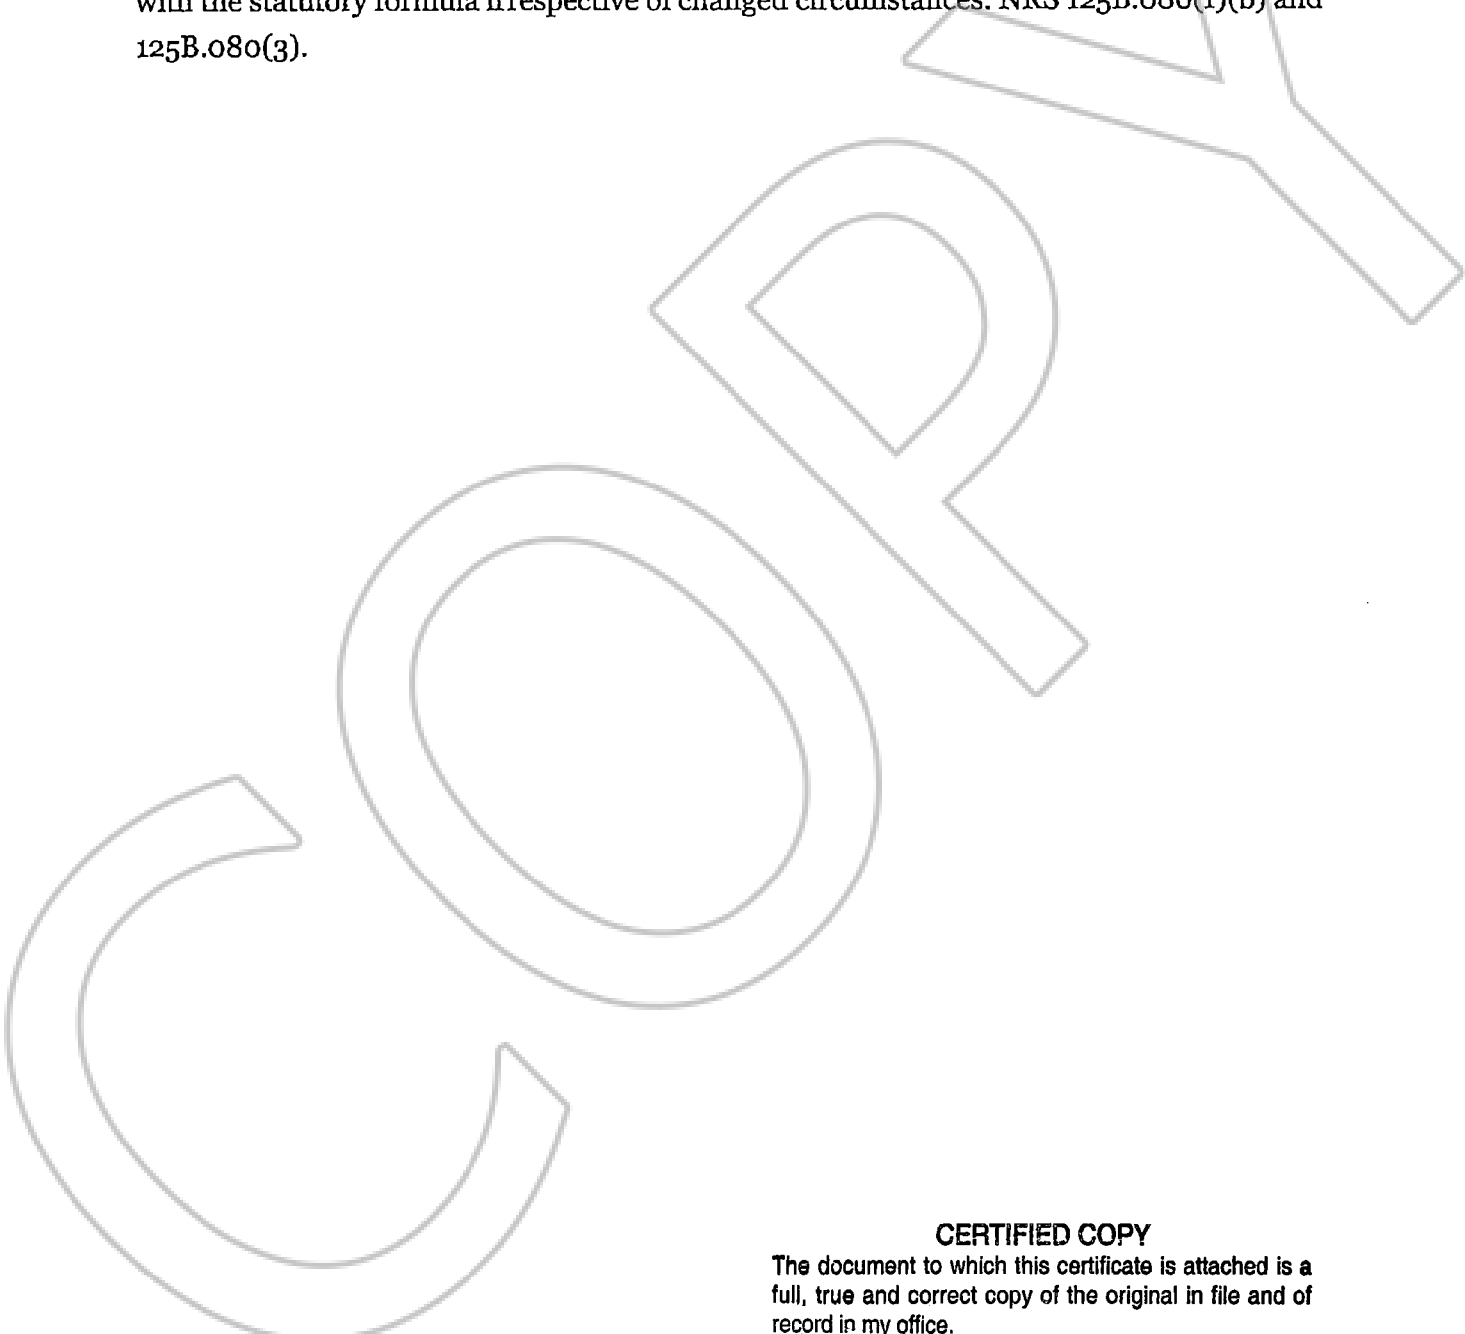 with the statutory formula irrespective of changed circumstances. NRS 125B.080(1)(b) and
125B.080(3).
COPY
CERTIFIED COPY
The document to which this certificate is attached is a
full, true and correct copy of the original in file and of
record in my office.